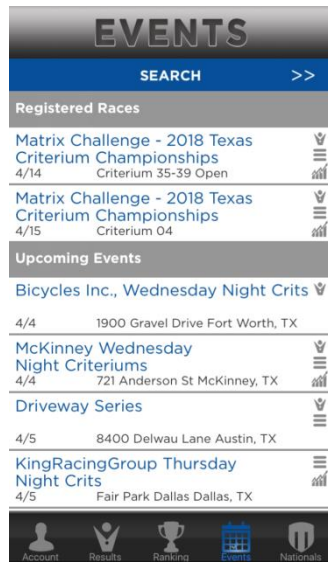 EVENTS
SEARCH >>
Registered Races
Matrix Challenge - 2018 Texas
Criterium Championships
4/14 Criterium 35-39 Open
Matrix Challenge - 2018 Texas
Criterium Championships
4/15 Criterium 04
Upcoming Events
Bicycles Inc., Wednesday Night Crits
4/4 1900 Gravel Drive Fort Worth, TX
McKinney Wednesday
Night Criteriums
4/4 721 Anderson St McKinney, TX
Driveway Series
4/5 8400 Delwau Lane Austin, TX
KingRacingGroup Thursday
Night Crits
4/5 Fair Park Dallas Dallas, TX
Account Results Ranking Events Nationals